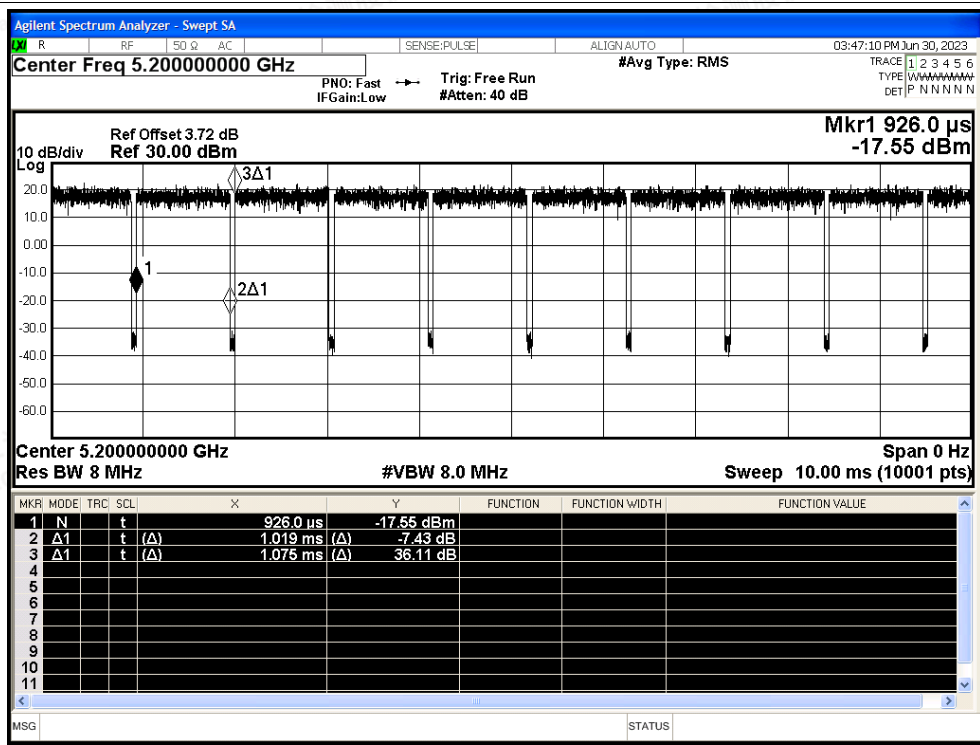 Agilent Spectrum Analyzer - Swept SA
LXI R RF 50 Ω AC SENSE:PULSE ALIGN AUTO 03:47:10 PM Jun 30, 2023
Center Freq 5.200000000 GHz
PNO: Fast
IFGain:Low
Trig: Free Run
#Atten: 40 dB
#Avg Type: RMS
TRACE 1 2 3 4 5 6
TYPE
DET P N N N N N
Ref Offset 3.72 dB
10 dB/div Ref 30.00 dBm
Log
Mkr1 926.0 µs
-17.55 dBm
3Δ1
20.0
10.0
0.00
1
-10.0
2Δ1
-20.0
-30.0
-40.0
-50.0
-60.0
Center 5.200000000 GHz Span 0 Hz
Res BW 8 MHz #VBW 8.0 MHz Sweep 10.00 ms (10001 pts)
MKR MODE TRC SCL X Y FUNCTION FUNCTION WIDTH FUNCTION VALUE
1 N t 926.0 µs -17.55 dBm
2 Δ1 t (Δ) 1.019 ms (Δ) -7.43 dB
3 Δ1 t (Δ) 1.075 ms (Δ) 36.11 dB
4
5
6
7
8
9
10
11
MSG STATUS